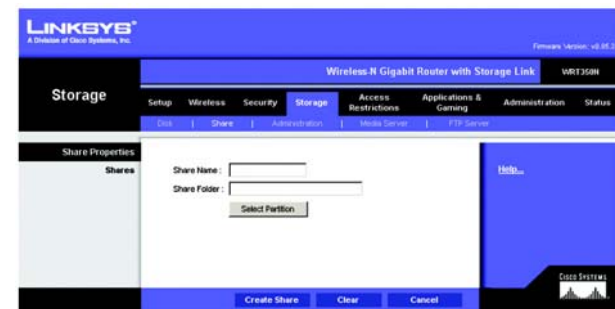 LINKSYS®
A Division of Cisco Systems, Inc.
Firmware Version:
Wireless-N Gigabit Router with Storage Link WRT350N
Storage
Setup Wireless Security Storage Access Restrictions Applications & Gaming Administration Status
Disk | Share | Administration | Media Server | FTP Server
Share Properties
Shares
Share Name :
Share Folder :
Select Partition
Help...
CISCO SYSTEMS
Create Share Clear Cancel